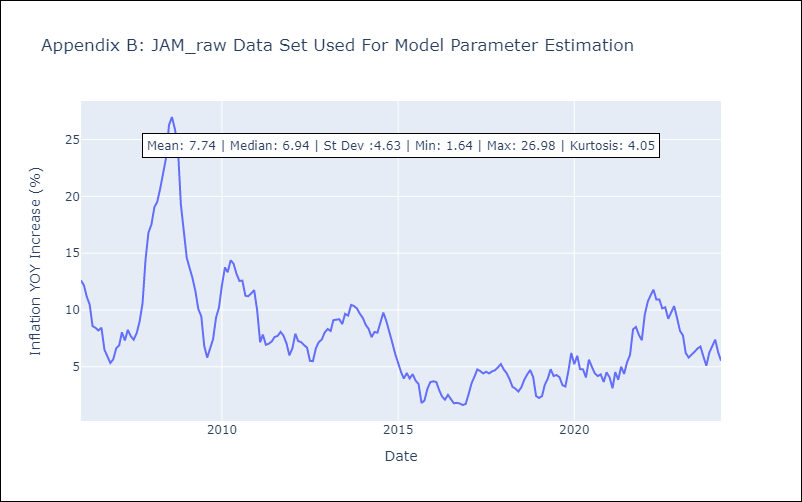 Appendix B: JAM_raw Data Set Used For Model Parameter Estimation
Mean: 7.74 | Median: 6.94 | St Dev :4.63 | Min: 1.64 | Max: 26.98 | Kurtosis: 4.05
Inflation YOY Increase (%)
25
20
15
10
5
2010
2015
2020
Date